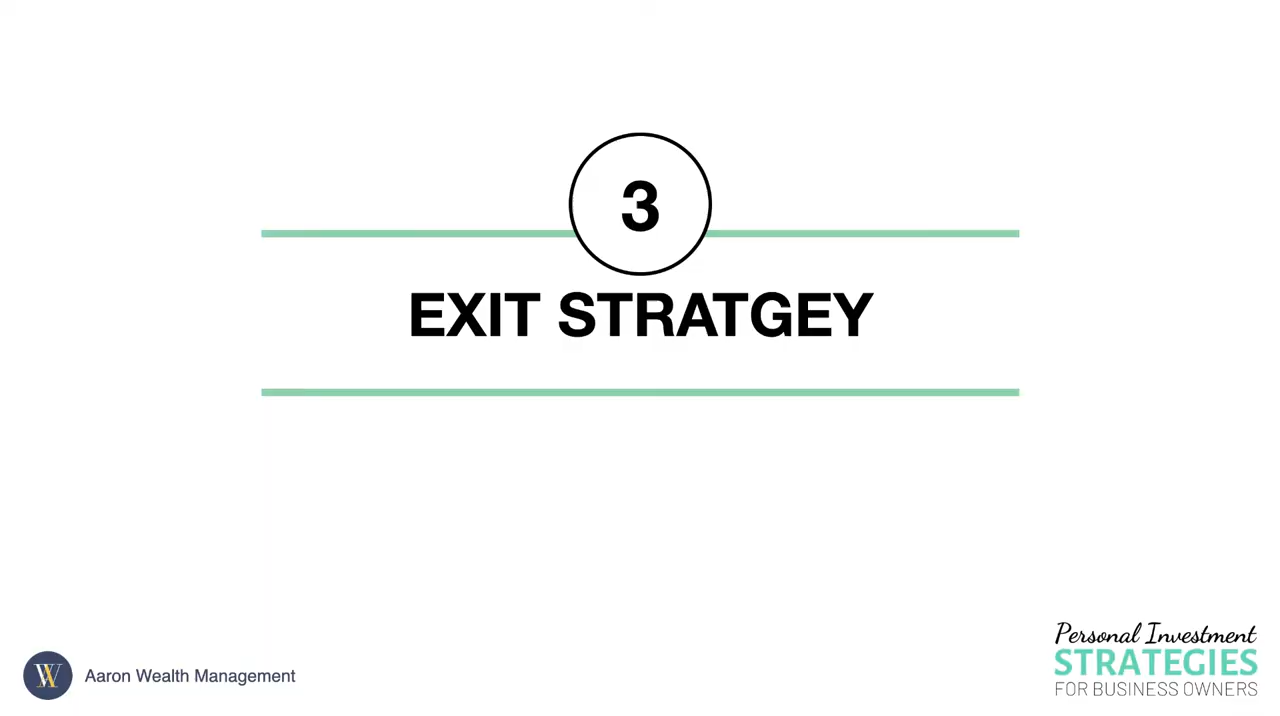 3
EXIT STRATGEY
Aaron Wealth Management
Personal Investment
STRATEGIES
FOR BUSINESS OWNERS